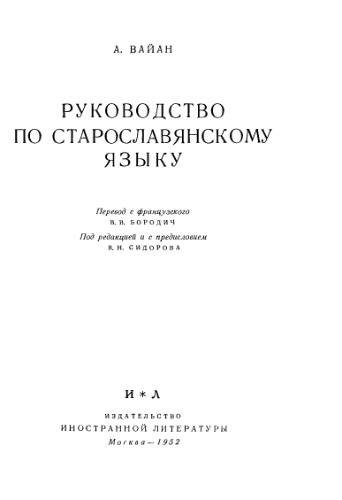 А. ВАЙАН
РУКОВОДСТВО
ПО СТАРОСЛАВЯНСКОМУ
ЯЗЫКУ
Перевод с французского
В. В. БОРОДИЧ
Под редакцией и с предисловием
В. Н. СИДОРОВА
И * Л
ИЗДАТЕЛЬСТВО
ИНОСТРАННОЙ ЛИТЕРАТУРЫ
Москва — 1952